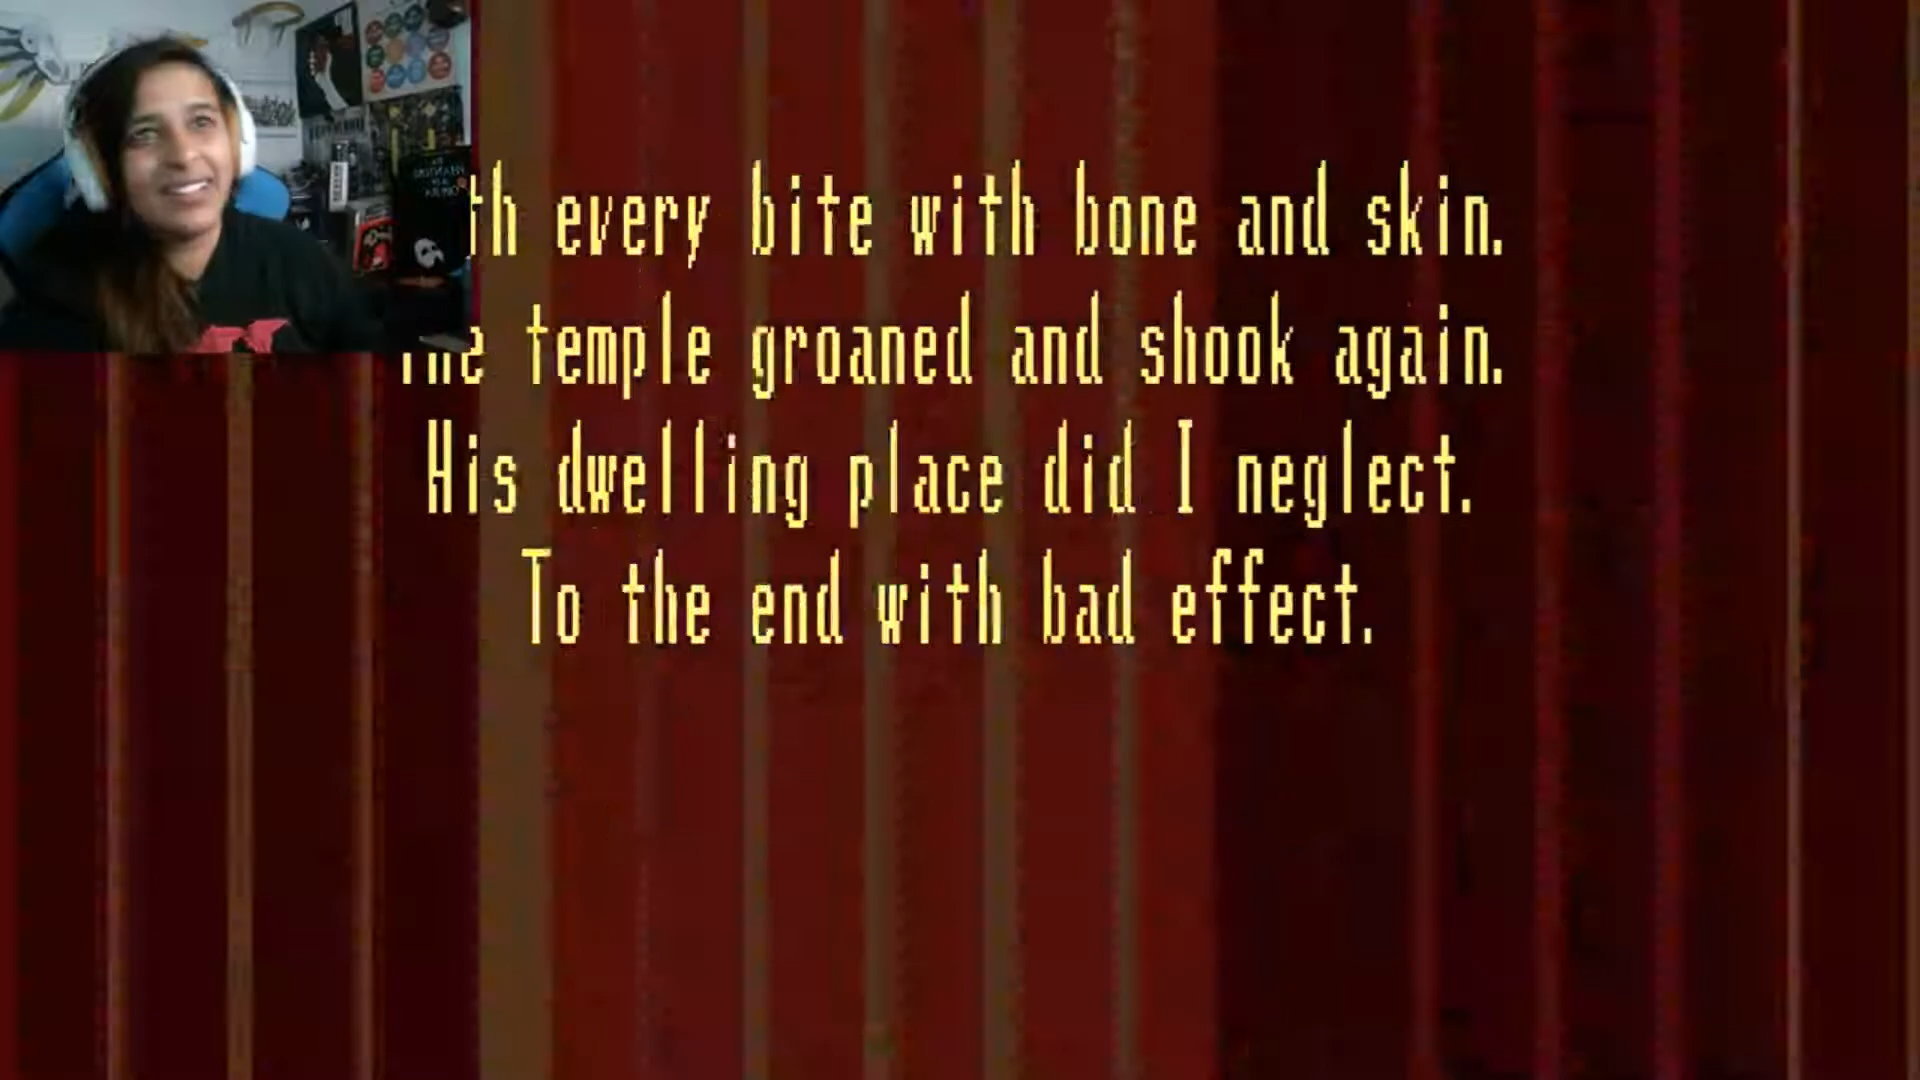 every bite with bone and skin.
temple groaned and shook again.
His dwelling place did I neglect.
To the end with bad effect.